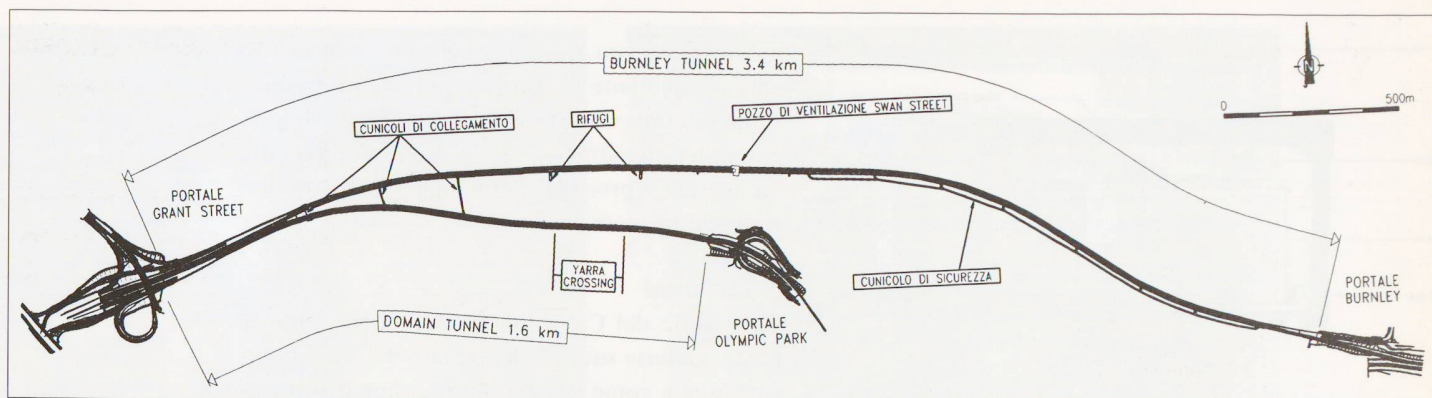 BURNLEY TUNNEL 3.4 km
N
0
500m
POZZO DI VENTILAZIONE SWAN STREET
CUNICOLI DI COLLEGAMENTO
RIFUGI
PORTALE
GRANT STREET
YARRA
CROSSING
CUNICOLO DI SICUREZZA
PORTALE
BURNLEY
DOMAIN TUNNEL 1.6 km
PORTALE
OLYMPIC PARK